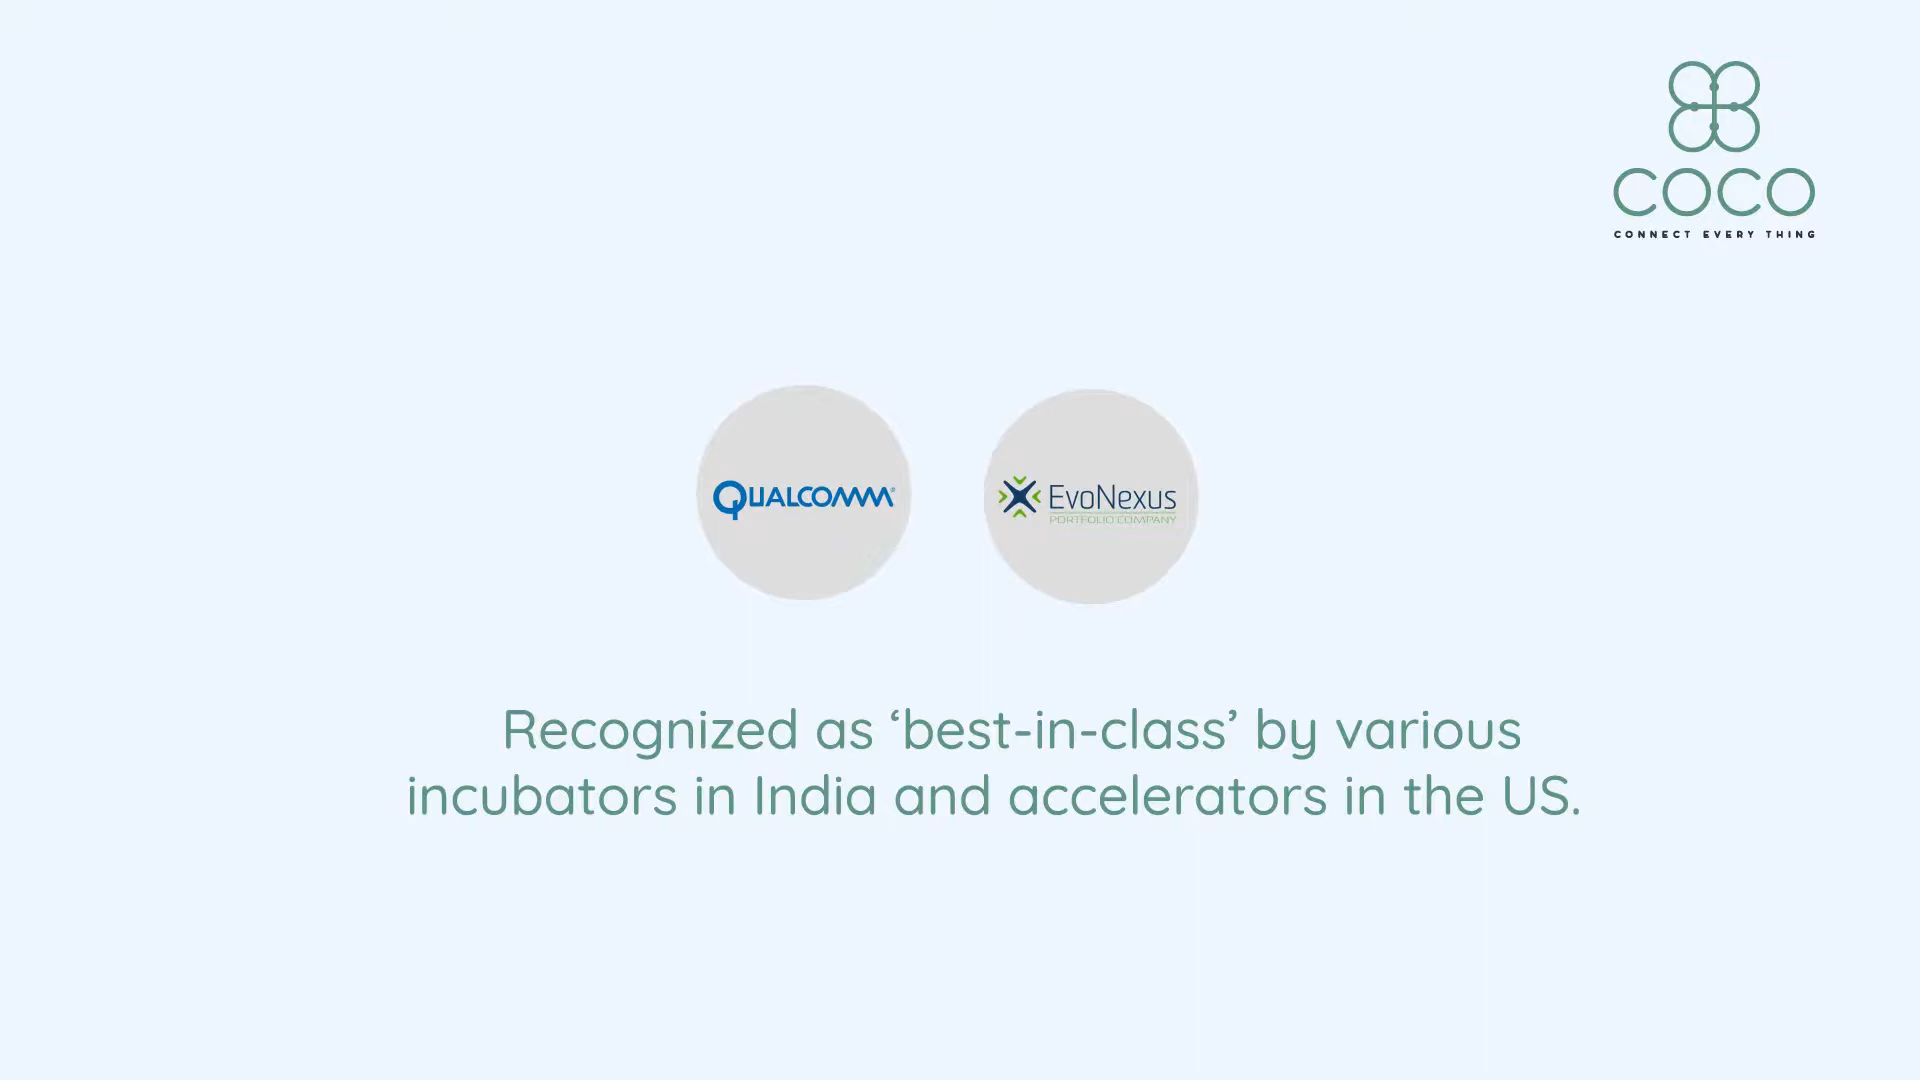 COCO
CONNECT EVERY THING
QUALCOMM®
EvoNexus
PORTFOLIO COMPANY
Recognized as ‘best-in-class’ by various
incubators in India and accelerators in the US.